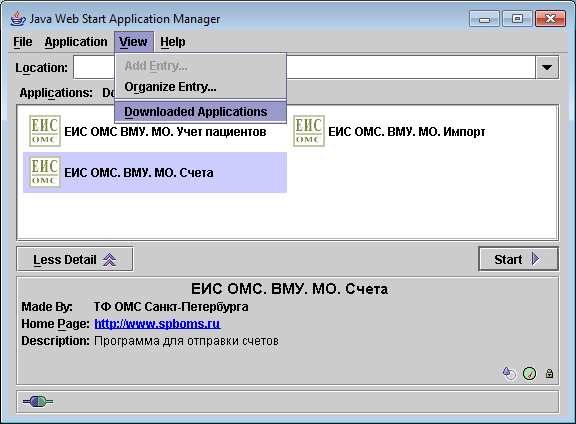 Java Web Start Application Manager
File Application View Help
Location:
Add Entry...
Organize Entry...
Applications: Do
Downloaded Applications
ЕИС ОМС ЕИС ОМС ВМУ. МО. Учет пациентов ЕИС ОМС ЕИС ОМС. ВМУ. МО. Импорт
ЕИС ОМС ЕИС ОМС. ВМУ. МО. Счета
Less Detail Start
ЕИС ОМС. ВМУ. МО. Счета
Made By: ТФ ОМС Санкт-Петербурга
Home Page: http://www.spboms.ru
Description: Программа для отправки счетов